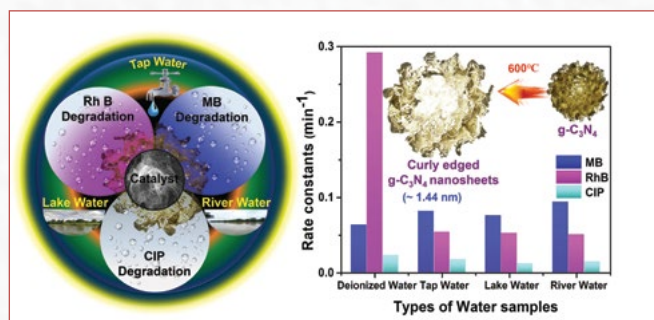 Tap Water
Rh B
Degradation
MB
Degradation
Catalyst
Lake Water
River Water
CIP
Degradation
Rate constants (min⁻¹)
0.3
0.2
0.1
0.0
600℃
g-C₃N₄
Curly edged
g-C₃N₄ nanosheets
(~ 1.44 nm)
MB
RhB
CIP
Deionized Water Tap Water Lake Water River Water
Types of Water samples